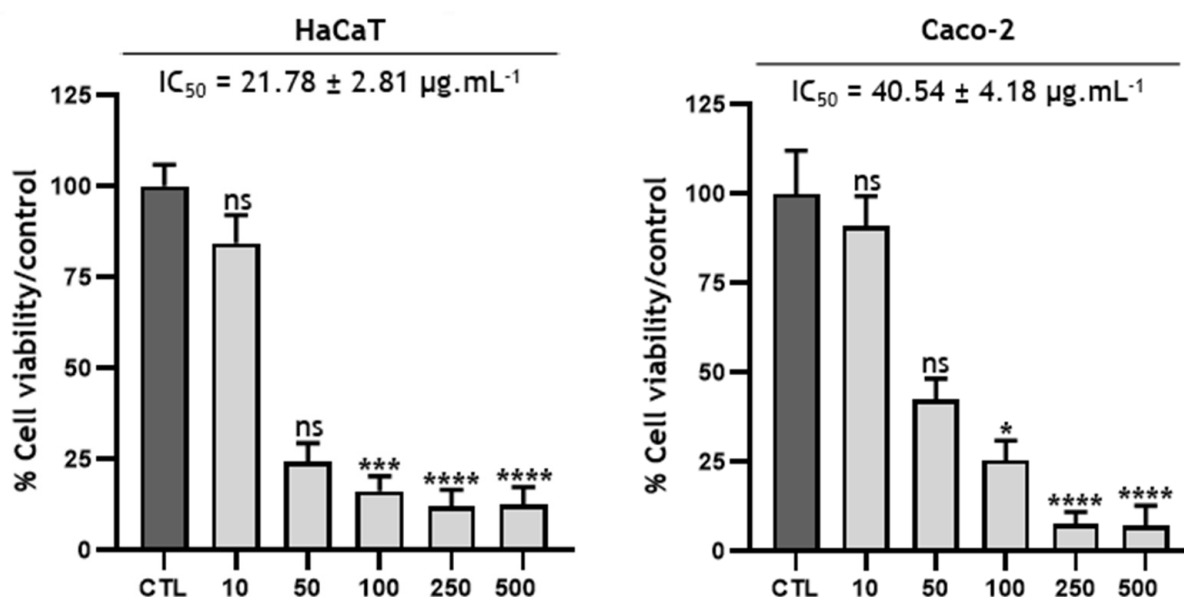 HaCaT
IC50 = 21.78 ± 2.81 µg.mL-1
% Cell viability/control
125
100
75
50
25
0
ns
ns
***
****
****
CTL 10 50 100 250 500
Caco-2
IC50 = 40.54 ± 4.18 µg.mL-1
% Cell viability/control
125
100
75
50
25
0
ns
ns
*
****
****
CTL 10 50 100 250 500